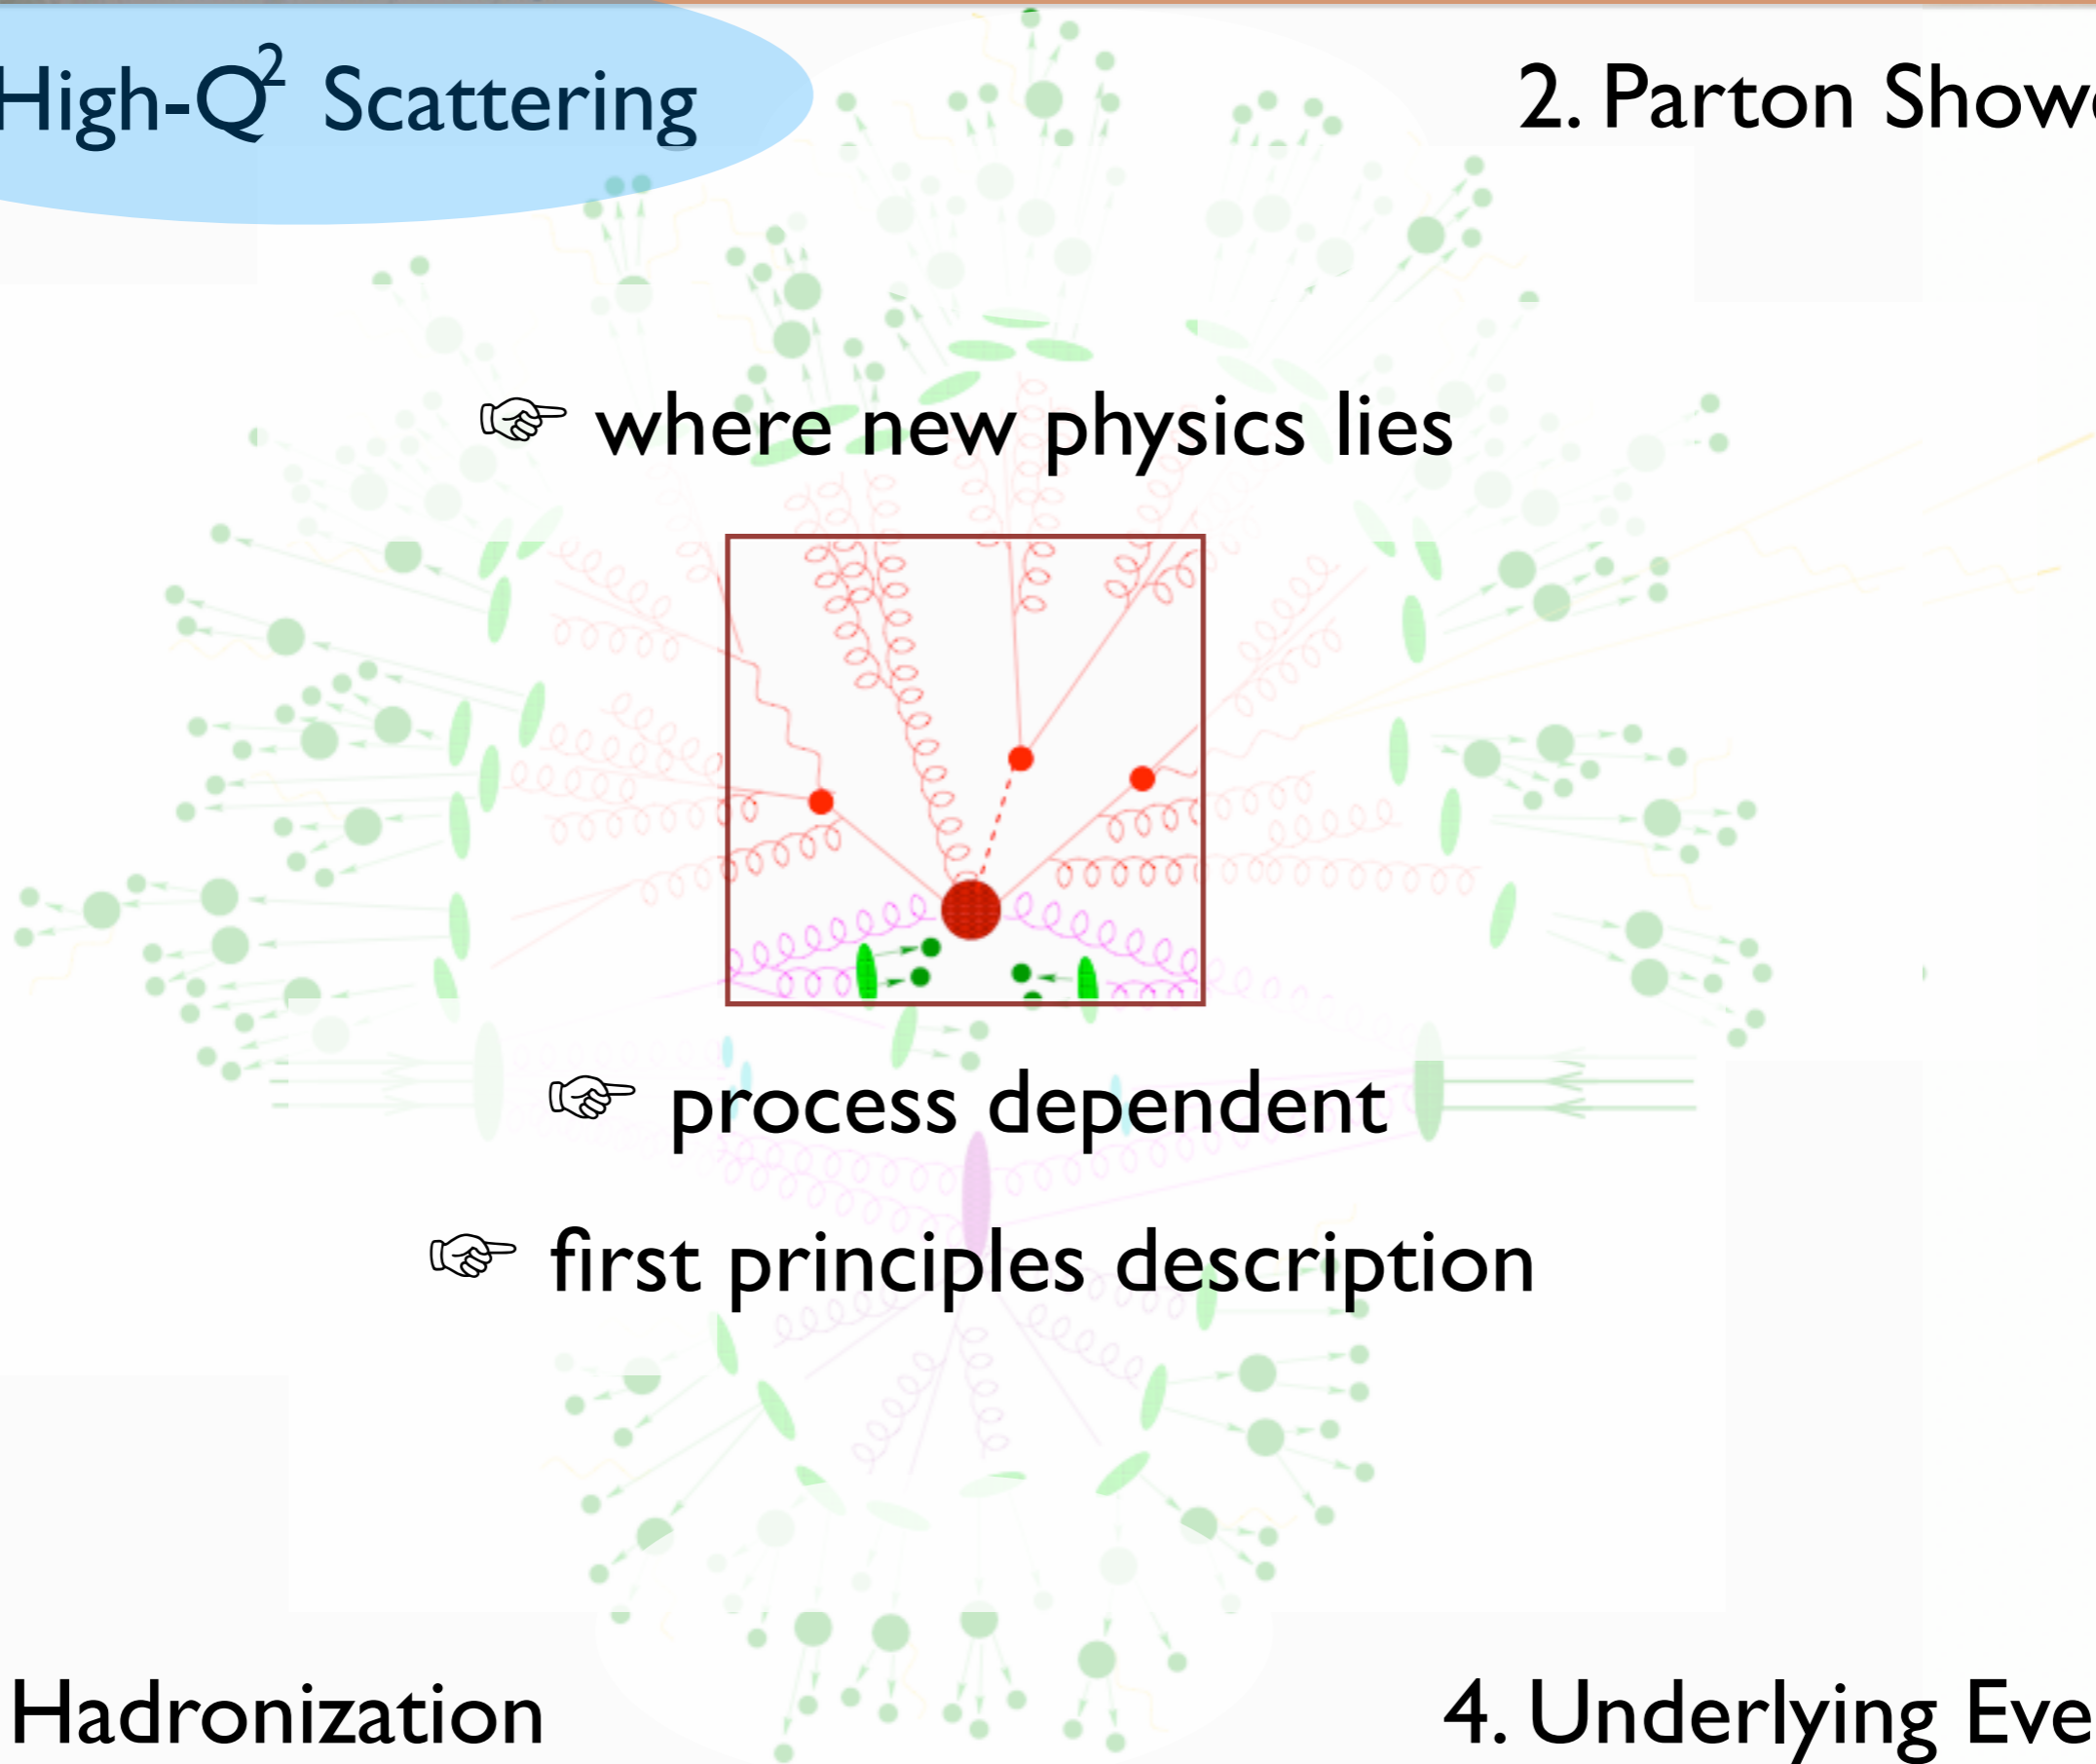 High-Q² Scattering
2. Parton Show
☞ where new physics lies
☞ process dependent
☞ first principles description
Hadronization
4. Underlying Eve